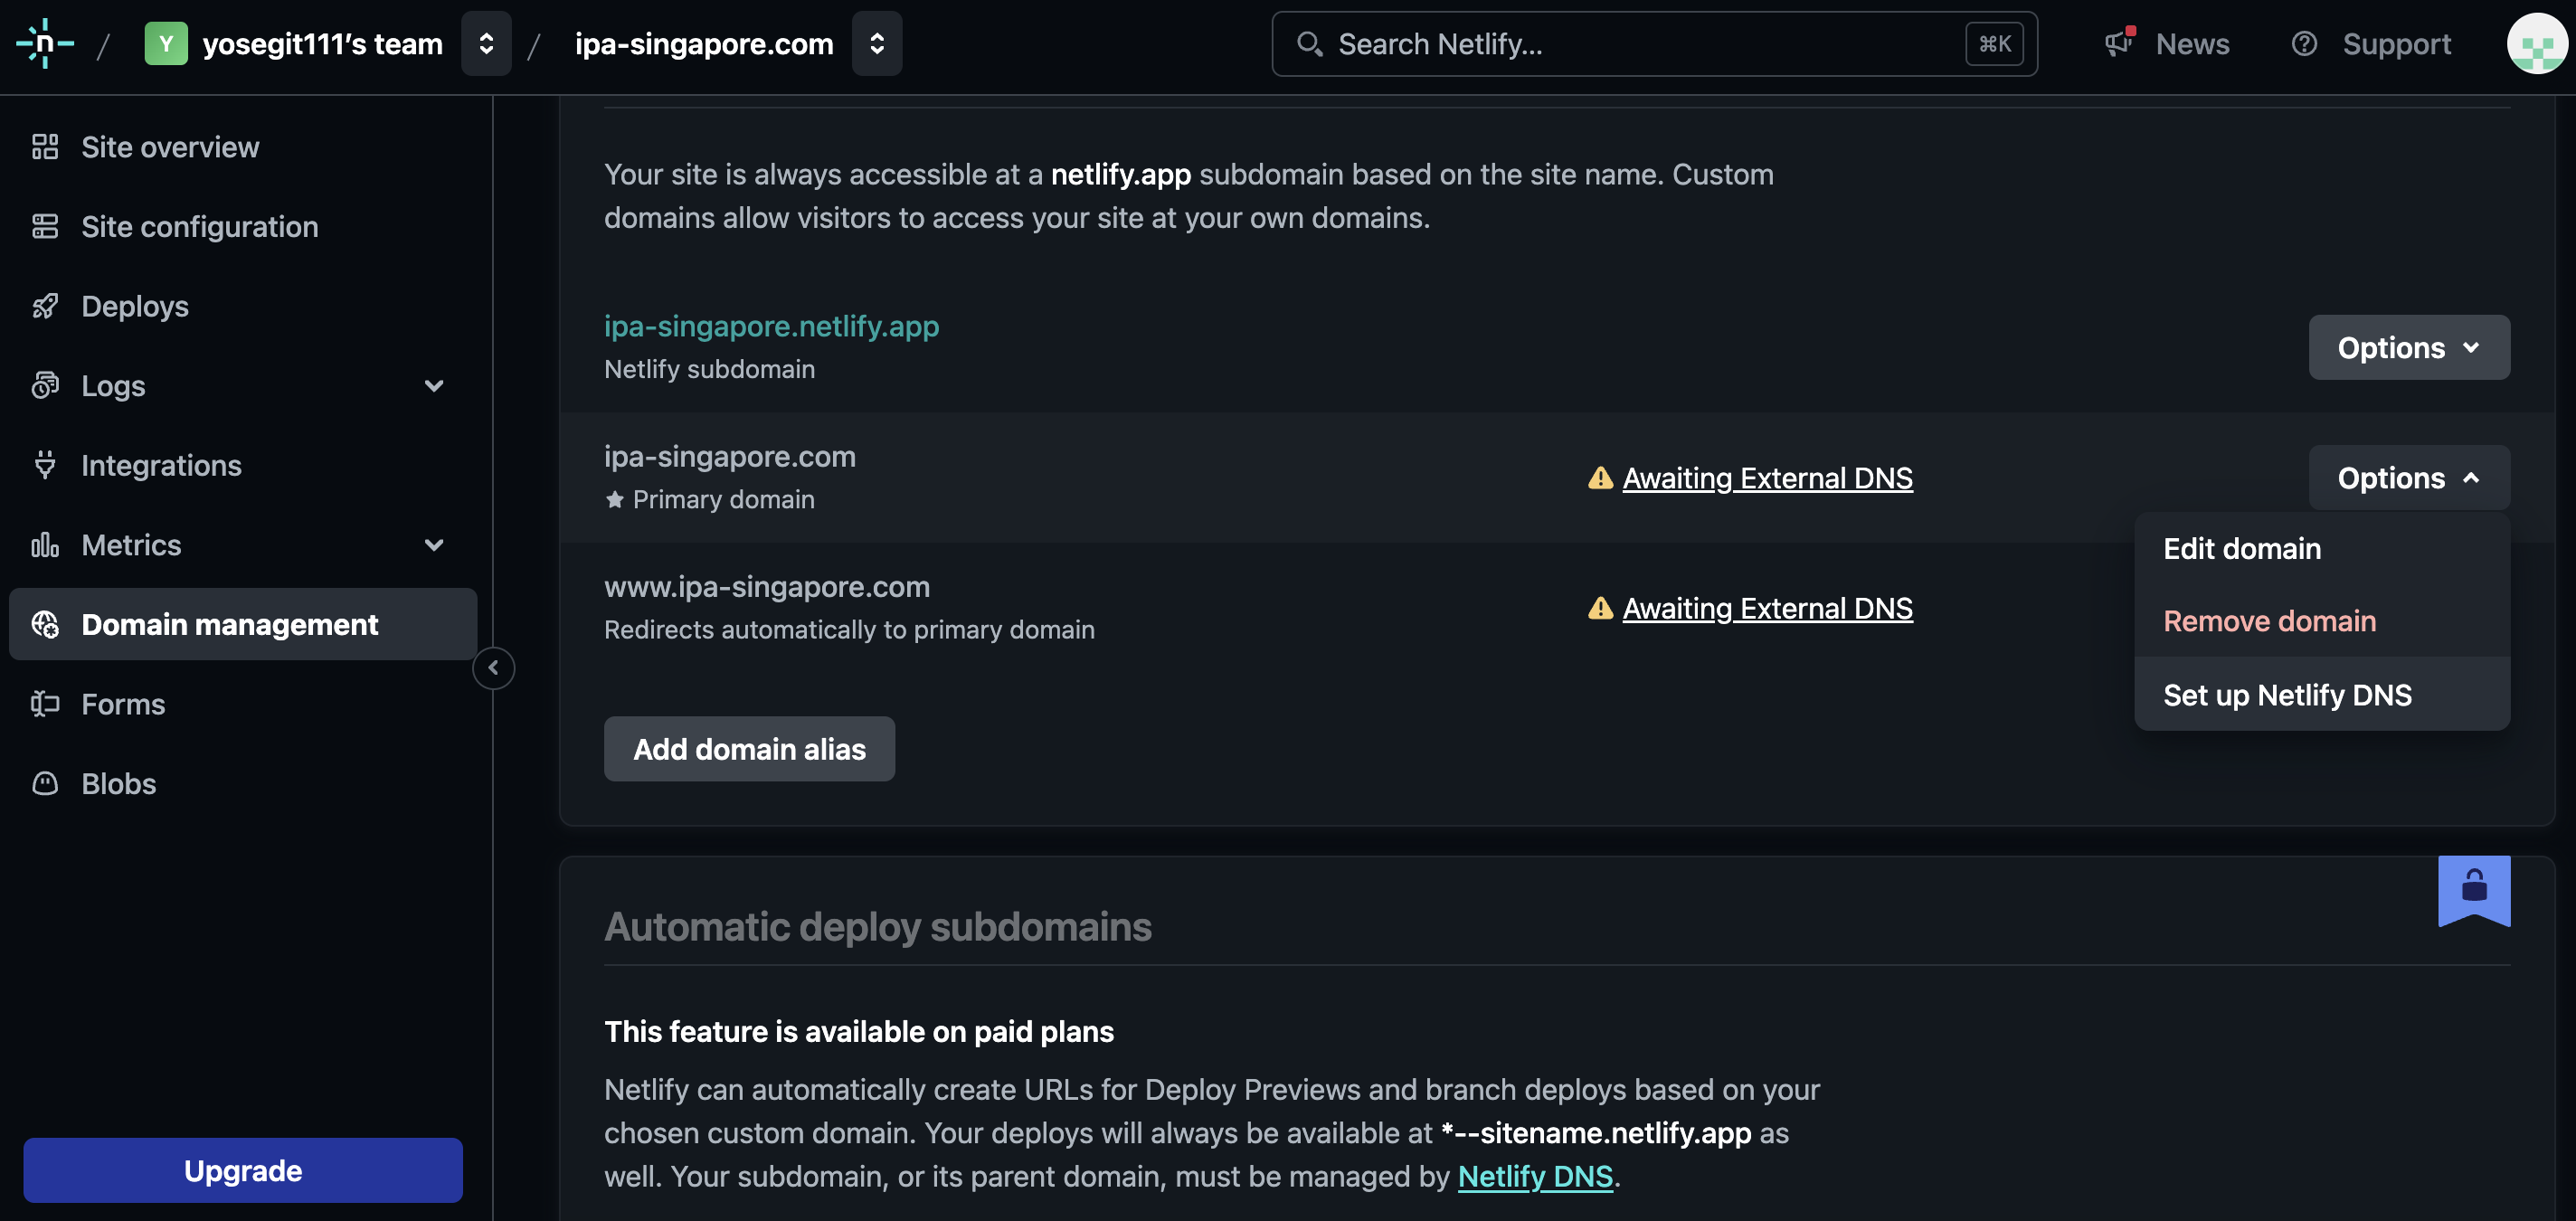 n / Y yosegit111's team / ipa-singapore.com
Search Netlify... ⌘K
News
Support
Site overview
Site configuration
Deploys
Logs
Integrations
Metrics
Domain management
Forms
Blobs
Upgrade
Your site is always accessible at a netlify.app subdomain based on the site name. Custom
domains allow visitors to access your site at your own domains.
ipa-singapore.netlify.app
Netlify subdomain
Options
ipa-singapore.com
Primary domain
Awaiting External DNS
Options
Edit domain
Remove domain
Set up Netlify DNS
www.ipa-singapore.com
Redirects automatically to primary domain
Awaiting External DNS
Add domain alias
Automatic deploy subdomains
This feature is available on paid plans
Netlify can automatically create URLs for Deploy Previews and branch deploys based on your
chosen custom domain. Your deploys will always be available at *--sitename.netlify.app as
well. Your subdomain, or its parent domain, must be managed by Netlify DNS.